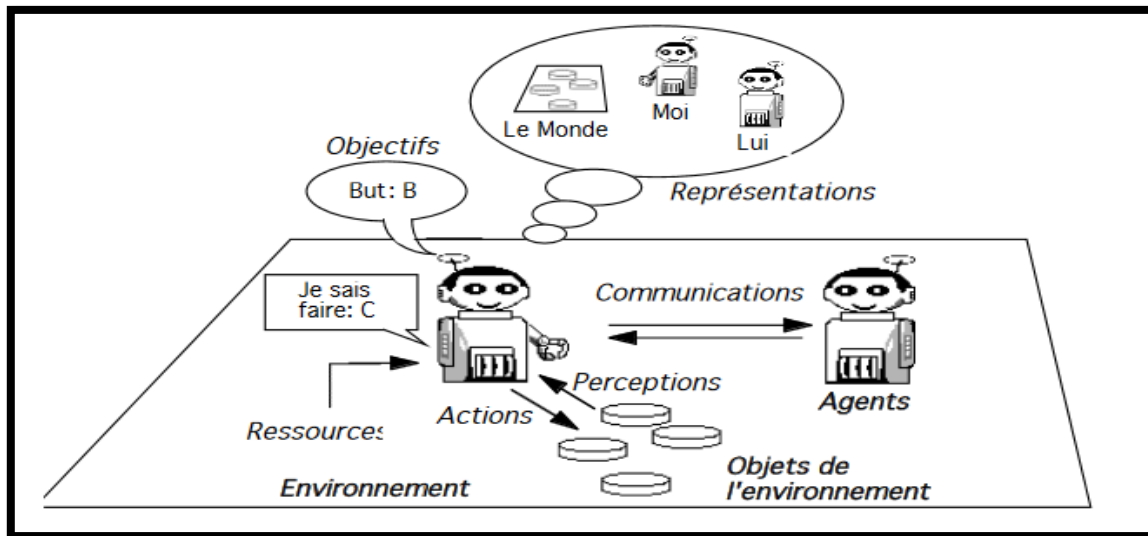 Le Monde
Moi
Lui
Objectifs
But: B
Représentations
Je sais
faire: C
Communications
Perceptions
Agents
Actions
Ressources
Objets de
l'environnement
Environnement